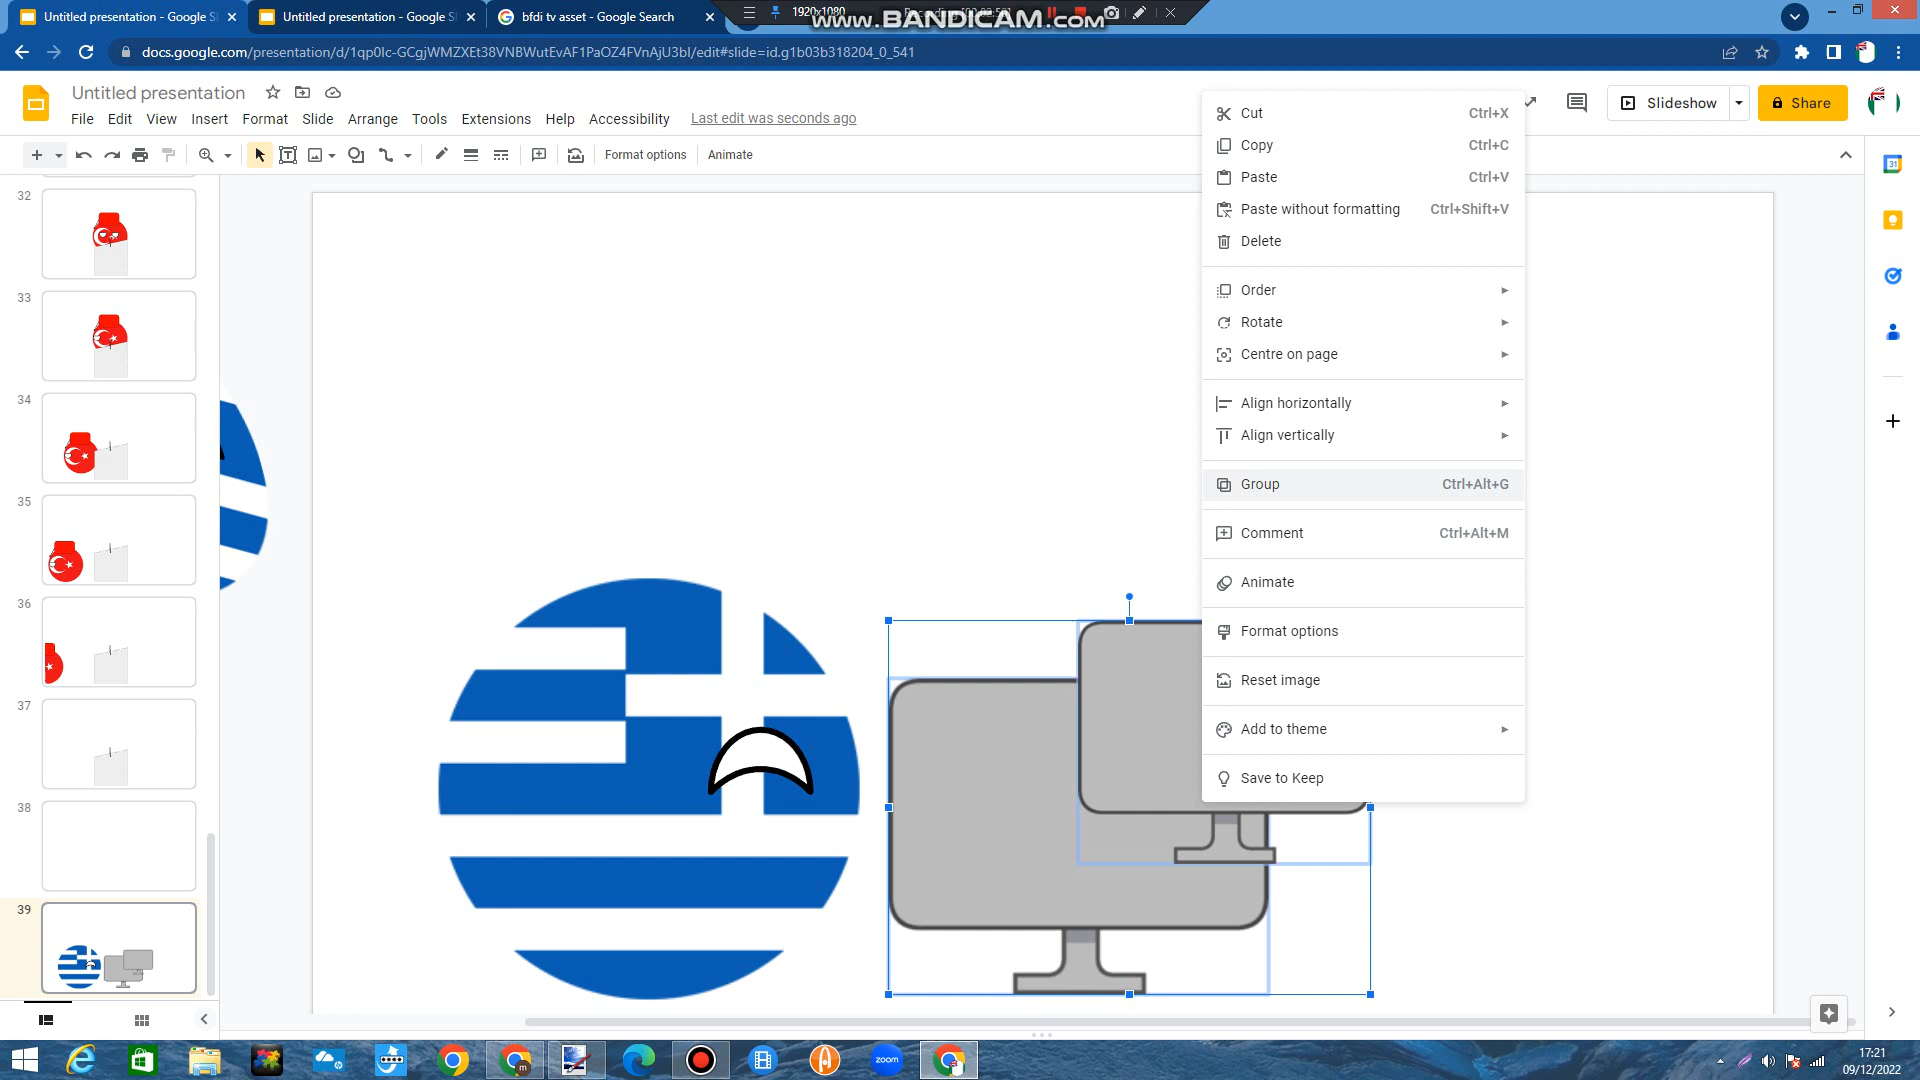 Untitled presentation - Google S
Untitled presentation - Google S
bfdi tv asset - Google Search
1920x1080
www.BANDICAM.com
docs.google.com/presentation/d/1qp0lc-GCgjWMZXEt38VNBWutEvAF1PaOZ4FVnAjU3bI/edit#slide=id.g1b03b318204_0_541
Untitled presentation
File Edit View Insert Format Slide Arrange Tools Extensions Help Accessibility Last edit was seconds ago
Slideshow
Share
Format options
Animate
31
32
33
34
35
36
37
38
39
Cut Ctrl+X
Copy Ctrl+C
Paste Ctrl+V
Paste without formatting Ctrl+Shift+V
Delete
Order
Rotate
Centre on page
Align horizontally
Align vertically
Group Ctrl+Alt+G
Comment Ctrl+Alt+M
Animate
Format options
Reset image
Add to theme
Save to Keep
m
zoom
17:21
09/12/2022